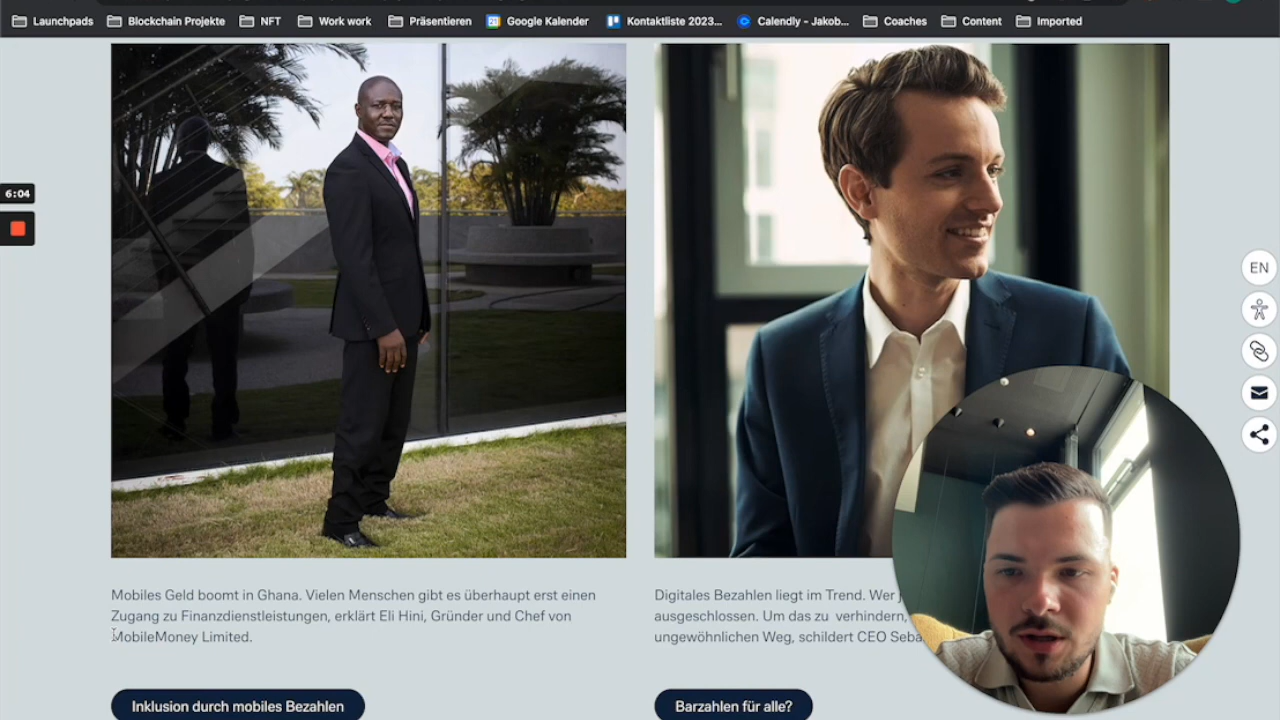 Launchpads
Blockchain Projekte
NFT
Work work
Präsentieren
Google Kalender
Kontaktliste 2023...
Calendly - Jakob...
Coaches
Content
Imported
6:04
EN
Mobiles Geld boomt in Ghana. Vielen Menschen gibt es überhaupt erst einen
Zugang zu Finanzdienstleistungen, erklärt Eli Hini, Gründer und Chef von
MobileMoney Limited.
Inklusion durch mobiles Bezahlen
Digitales Bezahlen liegt im Trend. Wer
ausgeschlossen. Um das zu verhindern,
ungewöhnlichen Weg, schildert CEO
Barzahlen für alle?